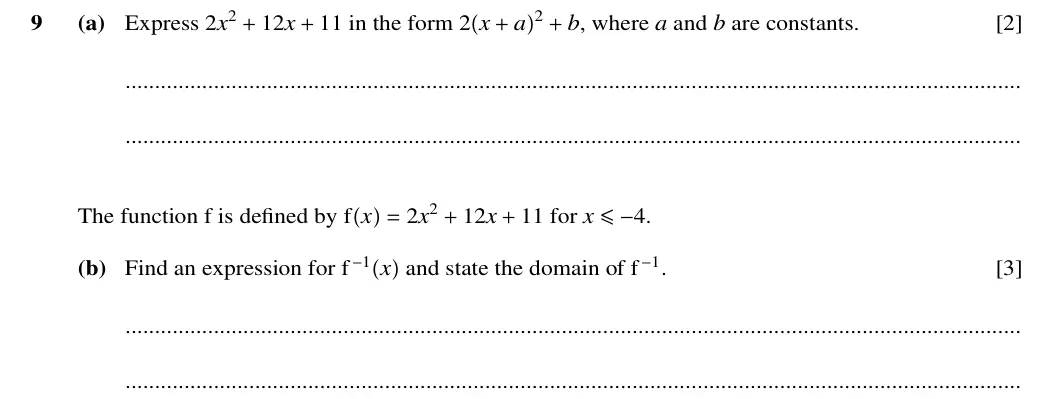 9 (a) Express 2x² + 12x + 11 in the form 2(x + a)² + b, where a and b are constants. [2]
................................................................................
................................................................................
The function f is defined by f(x) = 2x² + 12x + 11 for x ⩽ −4.
(b) Find an expression for f⁻¹(x) and state the domain of f⁻¹. [3]
................................................................................
................................................................................